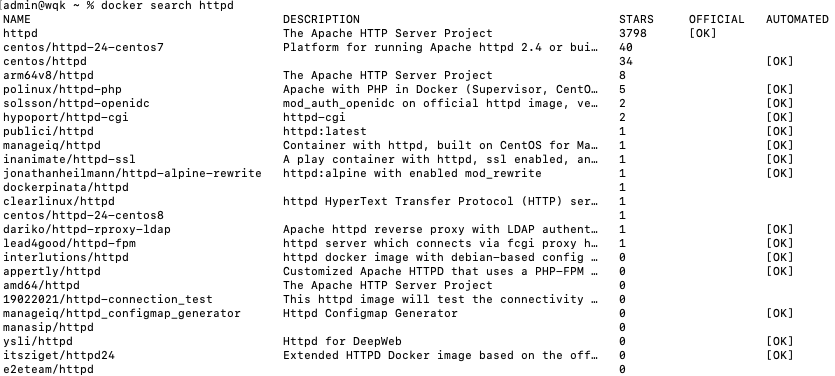 [admin@wqk ~ % docker search httpd
NAME DESCRIPTION STARS OFFICIAL AUTOMATED
httpd The Apache HTTP Server Project 3798 [OK]
centos/httpd-24-centos7 Platform for running Apache httpd 2.4 or bui… 40
centos/httpd 34 [OK]
arm64v8/httpd The Apache HTTP Server Project 8
polinux/httpd-php Apache with PHP in Docker (Supervisor, CentO… 5 [OK]
solsson/httpd-openidc mod_auth_openidc on official httpd image, ve… 2 [OK]
hypoport/httpd-cgi httpd-cgi 2 [OK]
publici/httpd httpd:latest 1 [OK]
manageiq/httpd Container with httpd, built on CentOS for Ma… 1 [OK]
inanimate/httpd-ssl A play container with httpd, ssl enabled, an… 1 [OK]
jonathanheilmann/httpd-alpine-rewrite httpd:alpine with enabled mod_rewrite 1 [OK]
dockerpinata/httpd 1
clearlinux/httpd httpd HyperText Transfer Protocol (HTTP) ser… 1
centos/httpd-24-centos8 1
dariko/httpd-rproxy-ldap Apache httpd reverse proxy with LDAP authent… 1 [OK]
lead4good/httpd-fpm httpd server which connects via fcgi proxy h… 1 [OK]
interlutions/httpd httpd docker image with debian-based config … 0 [OK]
appertly/httpd Customized Apache HTTPD that uses a PHP-FPM … 0 [OK]
amd64/httpd The Apache HTTP Server Project 0
19022021/httpd-connection_test This httpd image will test the connectivity … 0
manageiq/httpd_configmap_generator Httpd Configmap Generator 0 [OK]
manasip/httpd 0
ysli/httpd Httpd for DeepWeb 0 [OK]
itsziget/httpd24 Extended HTTPD Docker image based on the off… 0 [OK]
e2eteam/httpd 0